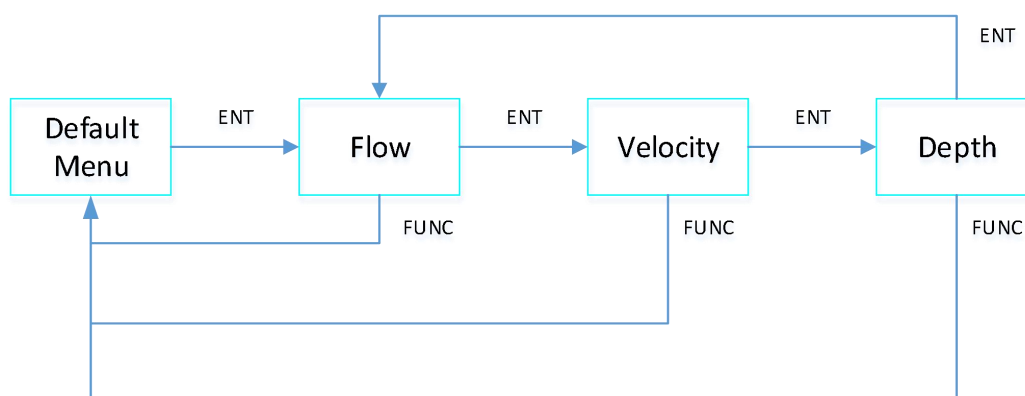 ENT
Default
Menu
ENT
Flow
ENT
Velocity
ENT
Depth
FUNC
FUNC
FUNC